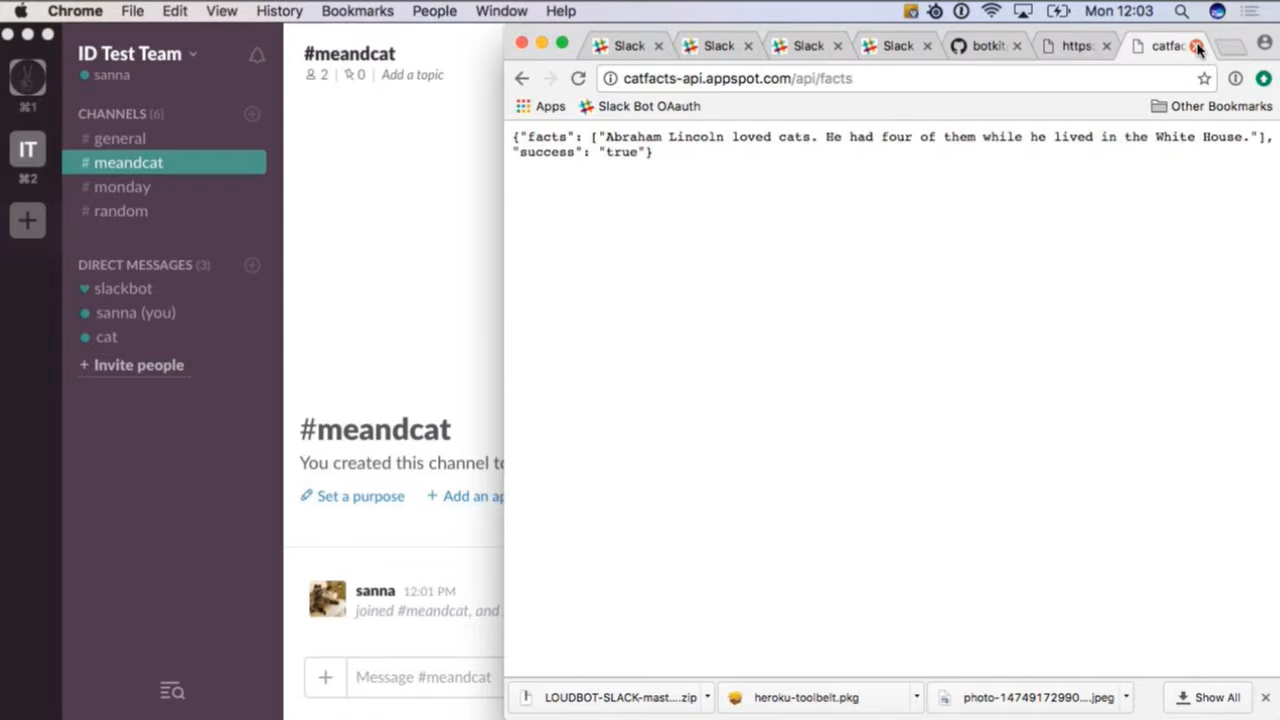 Chrome File Edit View History Bookmarks People Window Help Mon 12:03
ID Test Team
sanna
⌘1
IT
⌘2
CHANNELS (6)
# general
# meandcat
# monday
# random
DIRECT MESSAGES (3)
slackbot
sanna (you)
cat
+ Invite people
#meandcat
2 | 0 | Add a topic
#meandcat
You created this channel to
Set a purpose + Add an ap
sanna 12:01 PM
joined #meandcat, and
+ Message #meandcat
Slack Slack Slack Slack botkit. https: catfac
catfacts-api.appspot.com/api/facts
Apps Slack Bot OAuth Other Bookmarks
{"facts": ["Abraham Lincoln loved cats. He had four of them while he lived in the White House."],
"success": "true"}
LOUDBOT-SLACK-mast....zip heroku-toolbelt.pkg photo-14749172990....jpeg Show All